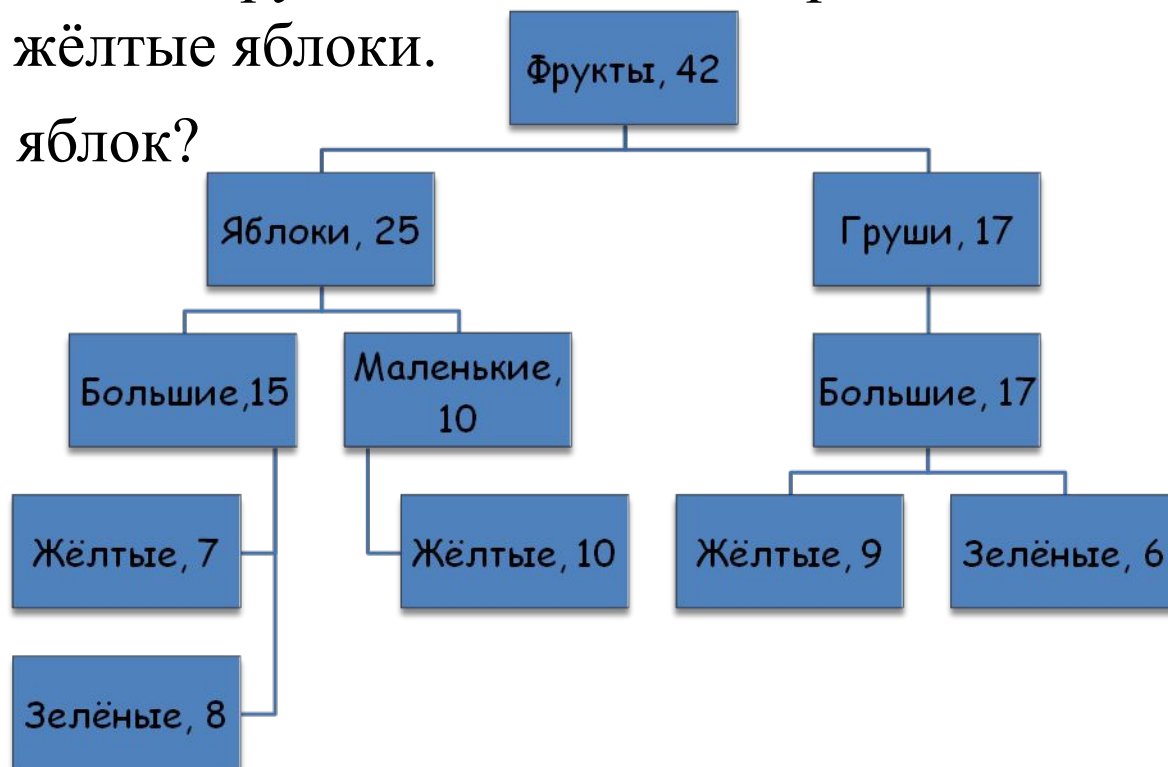 жёлтые яблоки.
яблок?
Фрукты, 42
Яблоки, 25
Груши, 17
Большие,15
Маленькие,
10
Большие, 17
Жёлтые, 7
Жёлтые, 10
Жёлтые, 9
Зелёные, 6
Зелёные, 8